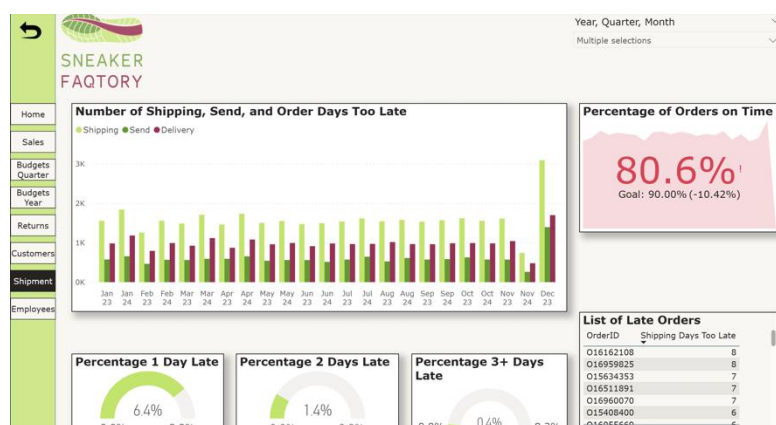 SNEAKER
FAQTORY
Year, Quarter, Month
Multiple selections
Home
Sales
Budgets
Quarter
Budgets
Year
Returns
Customers
Shipment
Employees
Number of Shipping, Send, and Order Days Too Late
Shipping Send Delivery
3K
2K
1K
0K
Jan Jan Feb Feb Mar Mar Apr Apr May May Jun Jun Jul Jul Aug Aug Sep Sep Oct Oct Nov Nov Dec
23 24 23 24 23 24 23 24 23 24 23 24 23 24 23 24 23 24 23 24 23 24 23
Percentage of Orders on Time
80.6%!
Goal: 90.00% (-10.42%)
List of Late Orders
OrderID Shipping Days Too Late
O16162108 8
O16959825 8
O15634353 7
O16511891 7
O16960070 7
O15408400 6
Percentage 1 Day Late
6.4%
Percentage 2 Days Late
1.4%
Percentage 3+ Days
Late
0.4%